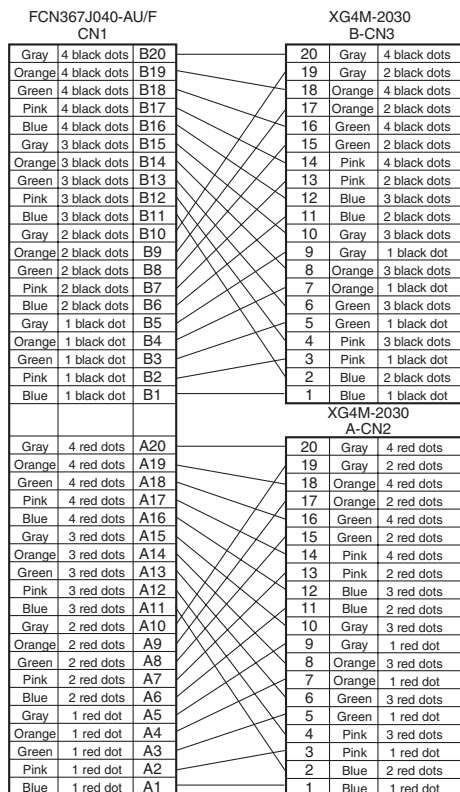 FCN367J040-AU/F
CN1
Gray 4 black dots B20
Orange 4 black dots B19
Green 4 black dots B18
Pink 4 black dots B17
Blue 4 black dots B16
Gray 3 black dots B15
Orange 3 black dots B14
Green 3 black dots B13
Pink 3 black dots B12
Blue 3 black dots B11
Gray 2 black dots B10
Orange 2 black dots B9
Green 2 black dots B8
Pink 2 black dots B7
Blue 2 black dots B6
Gray 1 black dot B5
Orange 1 black dot B4
Green 1 black dot B3
Pink 1 black dot B2
Blue 1 black dot B1
Gray 4 red dots A20
Orange 4 red dots A19
Green 4 red dots A18
Pink 4 red dots A17
Blue 4 red dots A16
Gray 3 red dots A15
Orange 3 red dots A14
Green 3 red dots A13
Pink 3 red dots A12
Blue 3 red dots A11
Gray 2 red dots A10
Orange 2 red dots A9
Green 2 red dots A8
Pink 2 red dots A7
Blue 2 red dots A6
Gray 1 red dot A5
Orange 1 red dot A4
Green 1 red dot A3
Pink 1 red dot A2
Blue 1 red dot A1
XG4M-2030
B-CN3
20 Gray 4 black dots
19 Gray 2 black dots
18 Orange 4 black dots
17 Orange 2 black dots
16 Green 4 black dots
15 Green 2 black dots
14 Pink 4 black dots
13 Pink 2 black dots
12 Blue 3 black dots
11 Blue 2 black dots
10 Gray 3 black dots
9 Gray 1 black dot
8 Orange 3 black dots
7 Orange 1 black dot
6 Green 3 black dots
5 Green 1 black dot
4 Pink 3 black dots
3 Pink 1 black dot
2 Blue 2 black dots
1 Blue 1 black dot
XG4M-2030
A-CN2
20 Gray 4 red dots
19 Gray 2 red dots
18 Orange 4 red dots
17 Orange 2 red dots
16 Green 4 red dots
15 Green 2 red dots
14 Pink 4 red dots
13 Pink 2 red dots
12 Blue 3 red dots
11 Blue 2 red dots
10 Gray 3 red dots
9 Gray 1 red dot
8 Orange 3 red dots
7 Orange 1 red dot
6 Green 3 red dots
5 Green 1 red dot
4 Pink 3 red dots
3 Pink 1 red dot
2 Blue 2 red dots
1 Blue 1 red dot